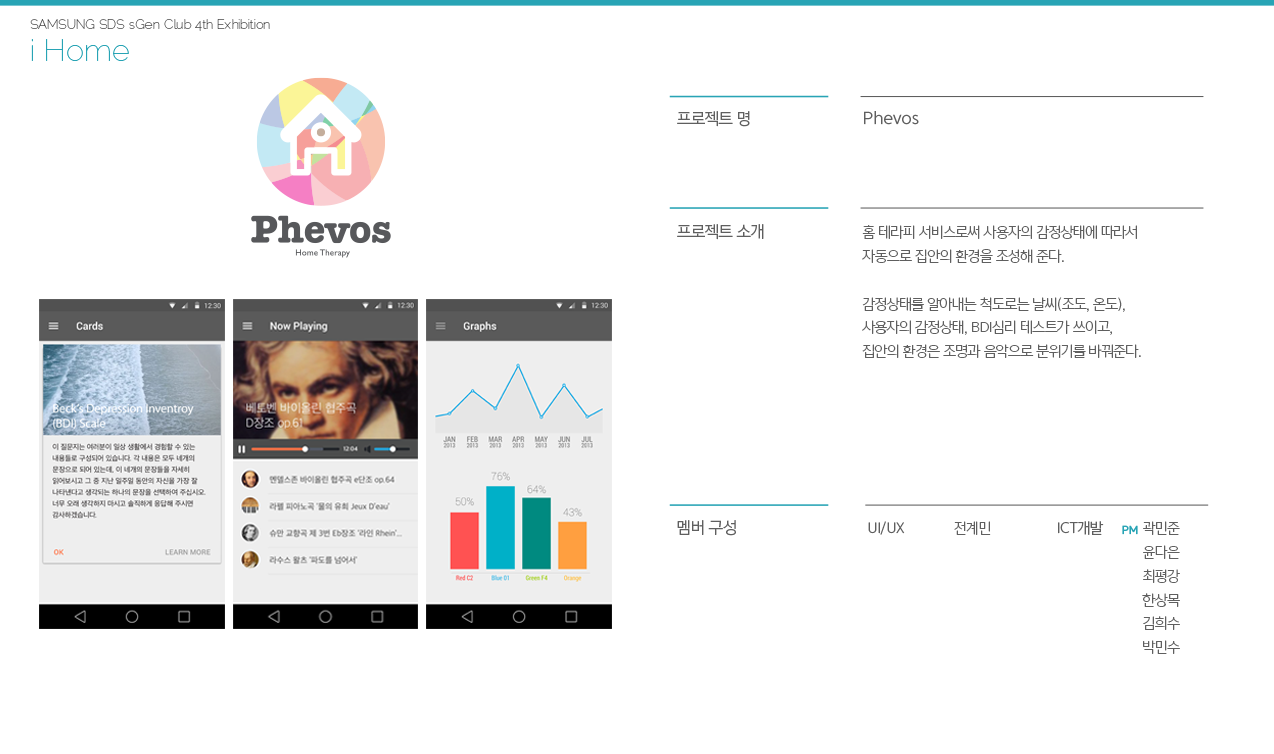 SAMSUNG SDS sGen Club 4th Exhibition
i Home
Phevos
Home Therapy
12:30
Cards
Beck's Depression Inventroy
(BDI) Scale
이 질문지는 여러분이 일상 생활에서 경험할 수 있는
내용들로 구성되어 있습니다. 각 내용은 모두 네개의
문장으로 되어 있는데, 이 네개의 문장들을 자세히
읽어보시고 그 중 지난 일주일 동안의 자신을 가장 잘
나타낸다고 생각되는 하나의 문장을 선택하여 주십시오.
너무 오래 생각하지 마시고 솔직하게 응답해 주시면
감사하겠습니다.
OK
LEARN MORE
12:30
Now Playing
베토벤 바이올린 협주곡
D장조 op.61
12:04
멘델스존 바이올린 협주곡 e단조 op.64
라벨 피아노곡 '물의 유희 Jeux D'eau'
슈만 교향곡 제 3번 Eb장조 '라인 Rhein'...
라수스 왈츠 '파도를 넘어서'
12:30
Graphs
JAN FEB MAR APR MAY JUN JUL
2013 2013 2013 2013 2013 2013 2013
50% 76% 64% 43%
Red C2 Blue 01 Green F4 Orange
프로젝트 명
Phevos
프로젝트 소개
홈 테라피 서비스로써 사용자의 감정상태에 따라서
자동으로 집안의 환경을 조성해 준다.
감정상태를 알아내는 척도로는 날씨(조도, 온도),
사용자의 감정상태, BDI심리 테스트가 쓰이고,
집안의 환경은 조명과 음악으로 분위기를 바꿔준다.
멤버 구성
UI/UX 전계민 ICT개발 PM 곽민준
윤다은
최평강
한상목
김희수
박민수